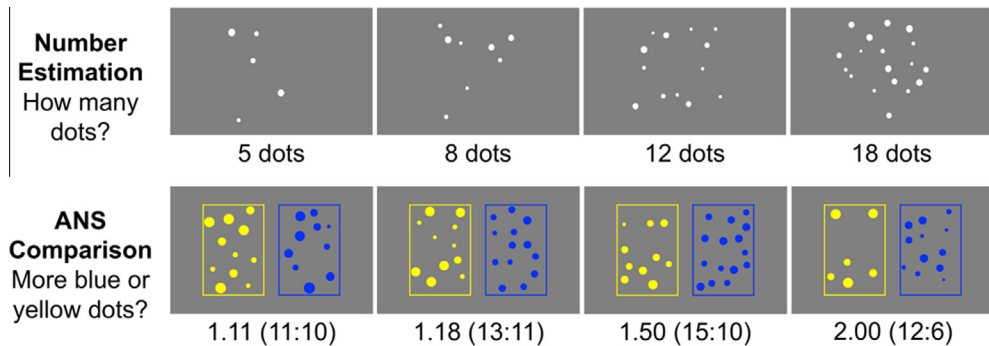 Number
Estimation
How many
dots?
5 dots
8 dots
12 dots
18 dots
ANS
Comparison
More blue or
yellow dots?
1.11 (11:10)
1.18 (13:11)
1.50 (15:10)
2.00 (12:6)